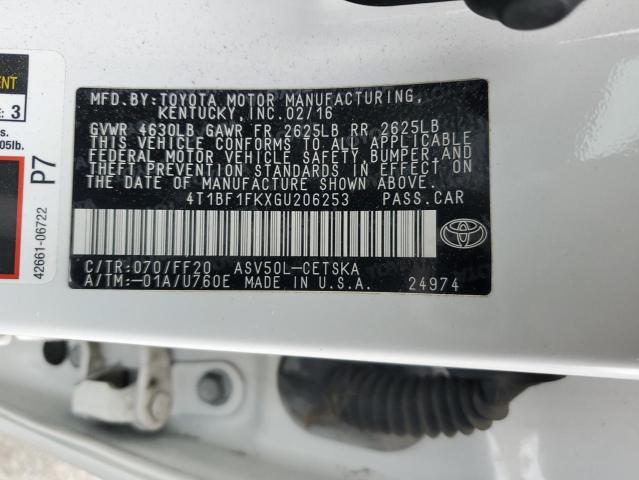 ENT
3
s.
05lb.
P7
42661-06722
MFD.BY:TOYOTA MOTOR MANUFACTURING,
KENTUCKY,INC.02/16
GVWR 4630LB GAWR FR 2625LB RR 2625LB
THIS VEHICLE CONFORMS TO ALL APPLICABLE
FEDERAL MOTOR VEHICLE SAFETY,BUMPER,AND
THEFT PREVENTION STANDARDS IN EFFECT ON
THE DATE OF MANUFACTURE SHOWN ABOVE.
4T1BF1FKXGU206253 PASS.CAR
C/TR:070/FF20 ASV50L-CETSKA
A/TM:-01A/U760E MADE IN U.S.A. 24974